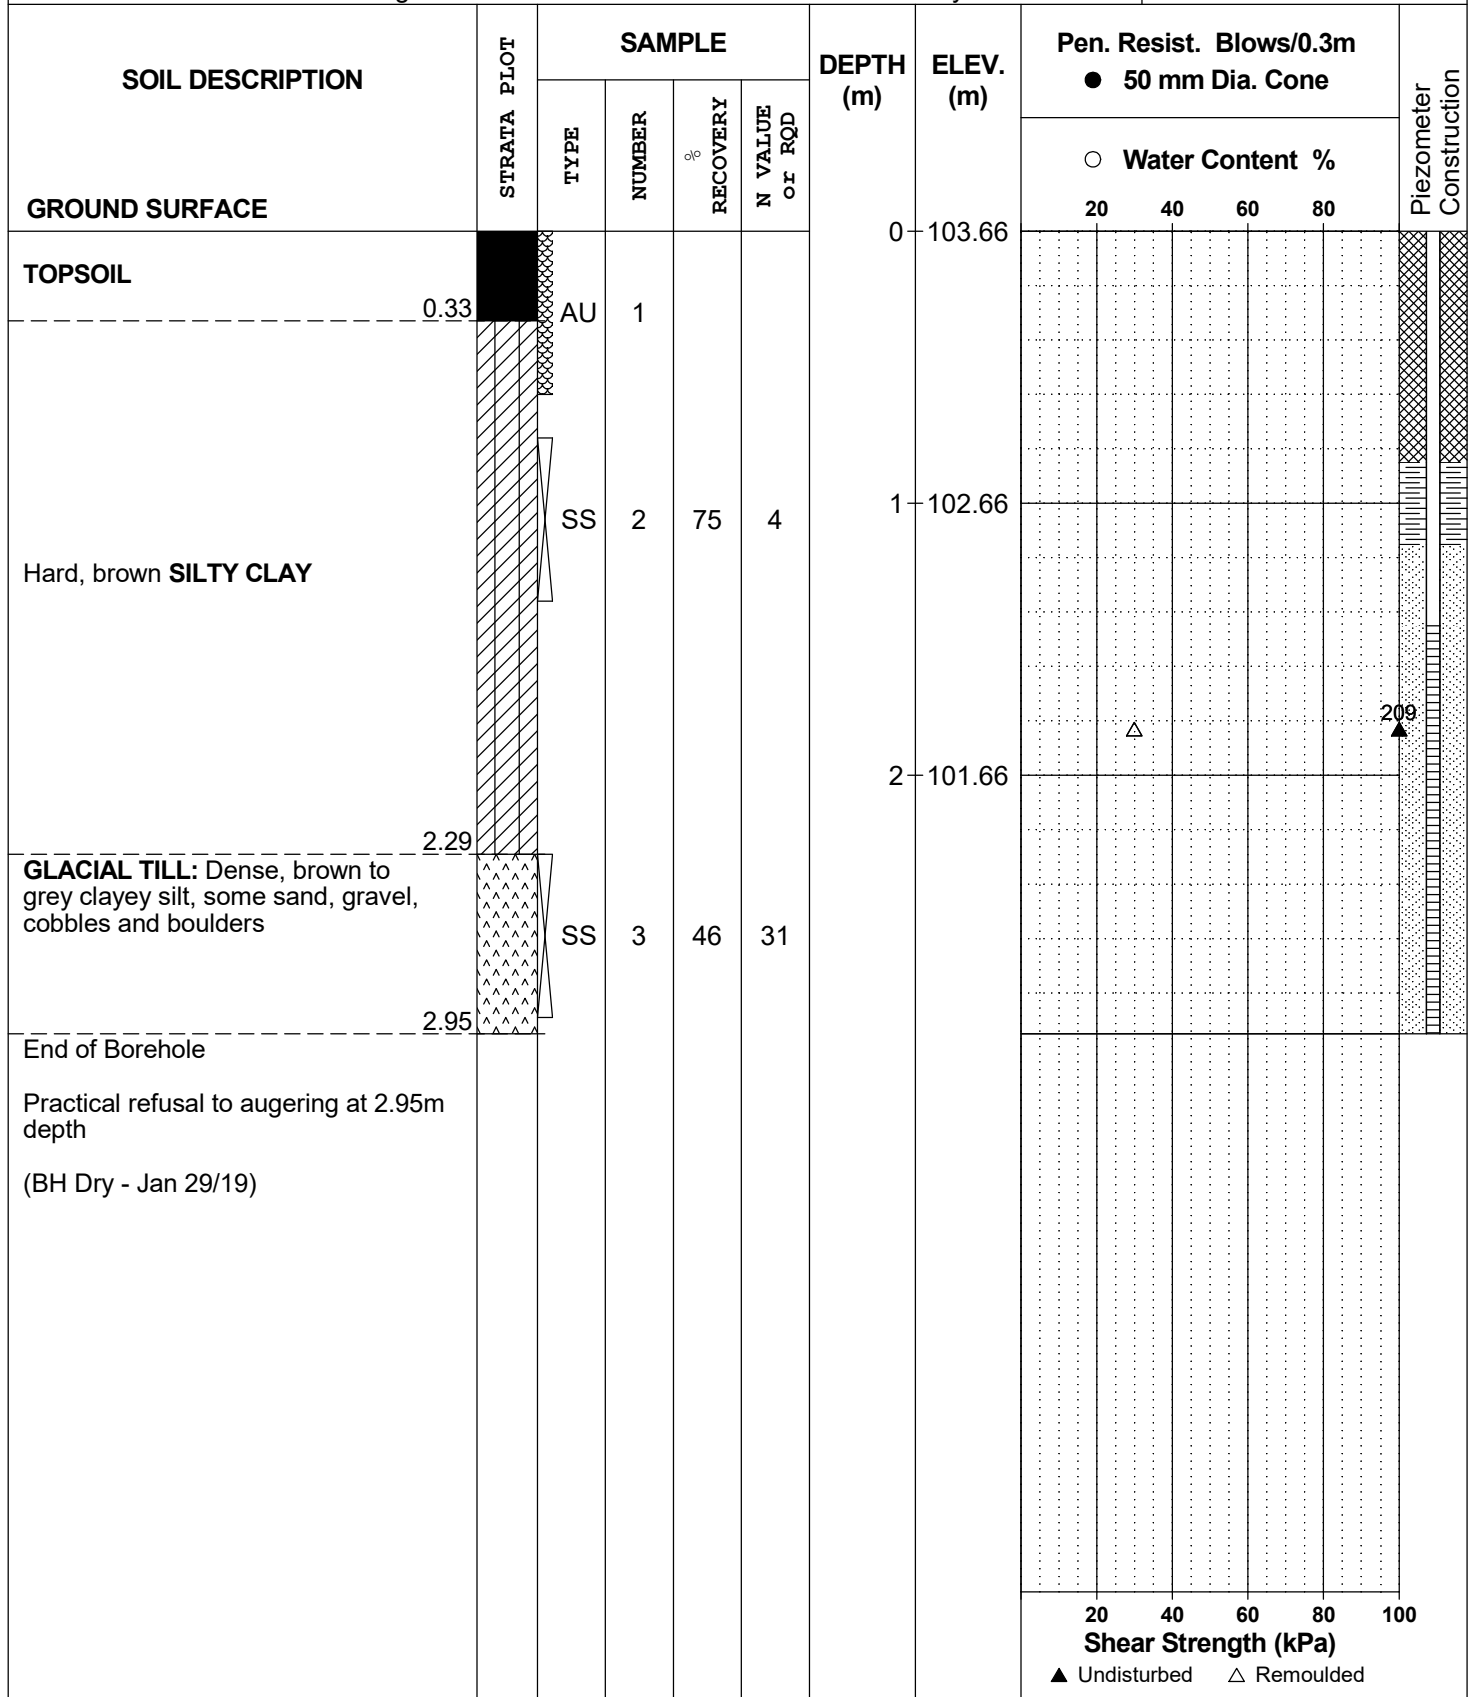 SOIL DESCRIPTION
GROUND SURFACE
STRATA PLOT
SAMPLE
TYPE
NUMBER
% RECOVERY
N VALUE or RQD
DEPTH (m)
ELEV. (m)
Pen. Resist. Blows/0.3m
● 50 mm Dia. Cone
○ Water Content %
20 40 60 80
Piezometer Construction
0 103.66
TOPSOIL
0.33
AU 1
1 102.66
SS 2 75 4
Hard, brown SILTY CLAY
209
2 101.66
2.29
GLACIAL TILL: Dense, brown to
grey clayey silt, some sand, gravel,
cobbles and boulders
SS 3 46 31
2.95
End of Borehole
Practical refusal to augering at 2.95m
depth
(BH Dry - Jan 29/19)
20 40 60 80 100
Shear Strength (kPa)
▲ Undisturbed △ Remoulded